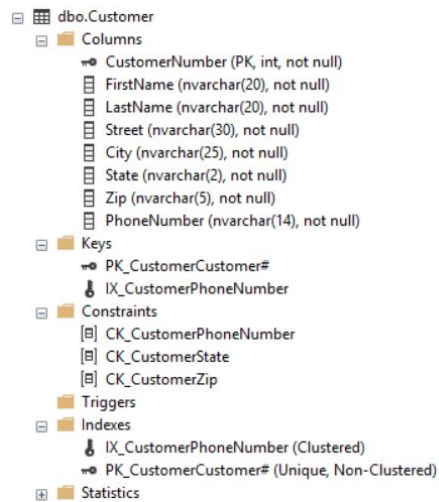 dbo.Customer
Columns
CustomerNumber (PK, int, not null)
FirstName (nvarchar(20), not null)
LastName (nvarchar(20), not null)
Street (nvarchar(30), not null)
City (nvarchar(25), not null)
State (nvarchar(2), not null)
Zip (nvarchar(5), not null)
PhoneNumber (nvarchar(14), not null)
Keys
PK_CustomerCustomer#
IX_CustomerPhoneNumber
Constraints
CK_CustomerPhoneNumber
CK_CustomerState
CK_CustomerZip
Triggers
Indexes
IX_CustomerPhoneNumber (Clustered)
PK_CustomerCustomer# (Unique, Non-Clustered)
Statistics